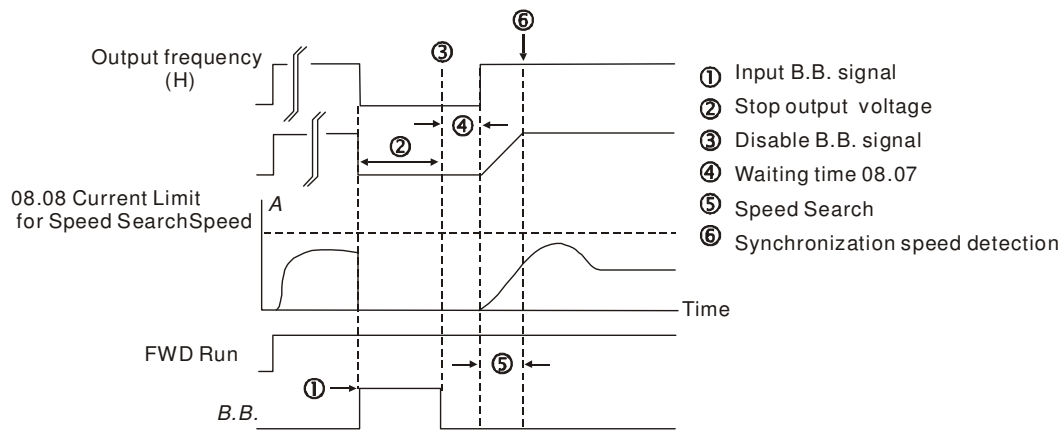 ⑥
Output frequency
(H)
③
④
②
08.08 Current Limit
for Speed SearchSpeed
A
Time
FWD Run
⑤
①
B.B.
① Input B.B. signal
② Stop output voltage
③ Disable B.B. signal
④ Waiting time 08.07
⑤ Speed Search
⑥ Synchronization speed detection